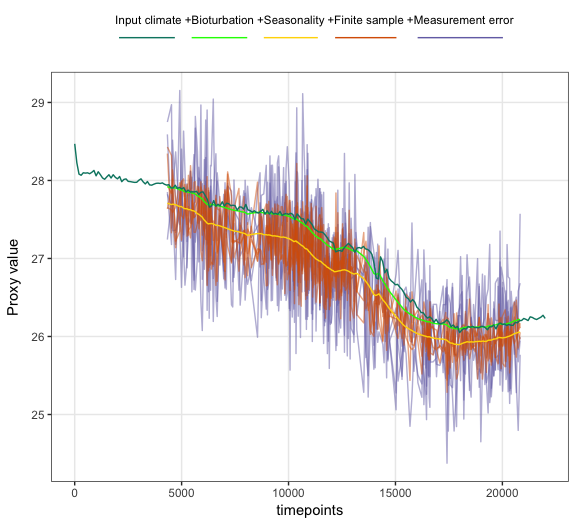 Input climate +Bioturbation +Seasonality +Finite sample +Measurement error
29
28
27
26
25
Proxy value
0 5000 10000 15000 20000
timepoints